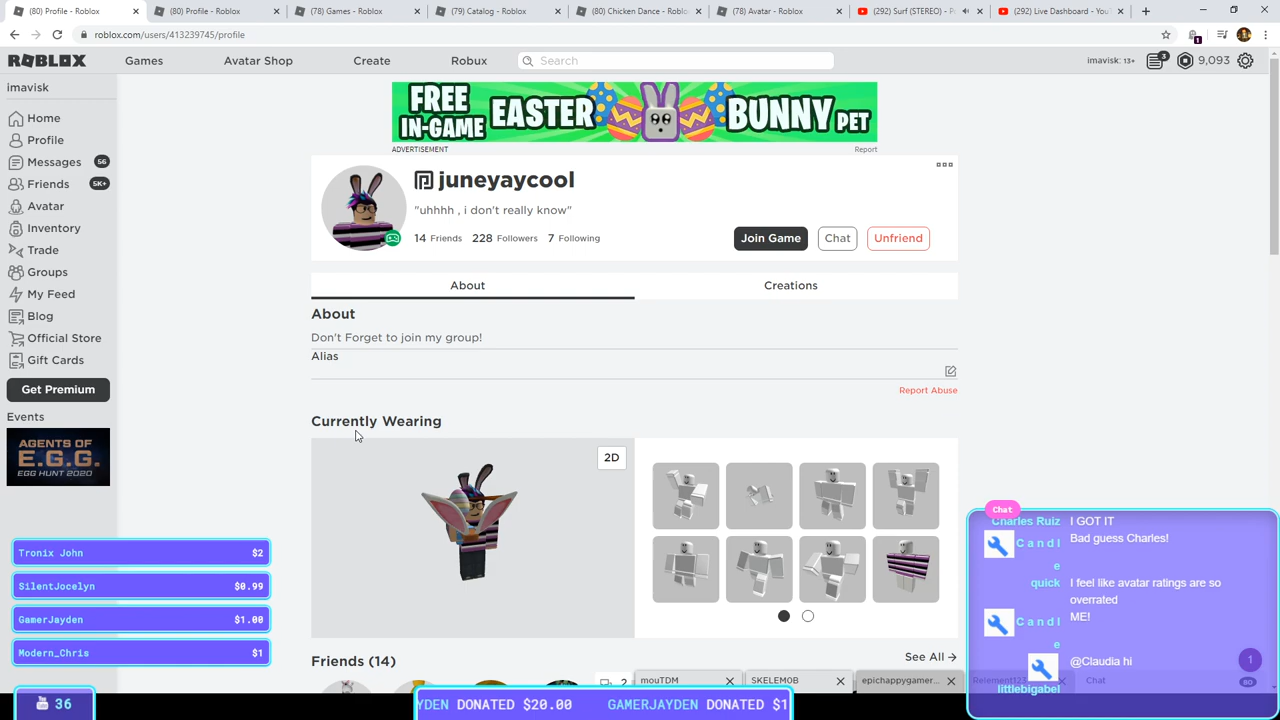 (80) Profile - Roblox
(80) Profile - Roblox
(78) Games - Roblox
(79) Catalog - Roblox
(80) Chicken Dance - Roblox
(78) Avatar - Roblox
(292) Surf (STEREO) - P
(292) Live Dashboard - YouT
roblox.com/users/413239745/profile
1
ROBLOX
Games
Avatar Shop
Create
Robux
Search
imavisk: 13+
3
9,093
imavisk
Home
Profile
Messages 56
Friends 5K+
Avatar
Inventory
Trade
Groups
My Feed
Blog
Official Store
Gift Cards
Get Premium
Events
AGENTS OF
E.G.G.
EGG HUNT 2020
FREE
IN-GAME
EASTER
BUNNY PET
ADVERTISEMENT
Report
juneyaycool
"uhhhh , i don't really know"
14 Friends 228 Followers 7 Following
Join Game
Chat
Unfriend
About
Creations
About
Don't Forget to join my group!
Alias
Report Abuse
Currently Wearing
2D
Friends (14)
See All
Tronix John $2
SilentJocelyn $0.99
GamerJayden $1.00
Modern_Chris $1
36
YDEN DONATED $20.00 GAMERJAYDEN DONATED $1
2
mouTDM
SKELEMOB
epichappygamer...
Chat
Chat
Charles Ruiz I GOT IT
C a n d l e Bad guess Charles!
quick I feel like avatar ratings are so
overrated
C a n d l e ME!
littlebigabel @Claudia hi
1
80